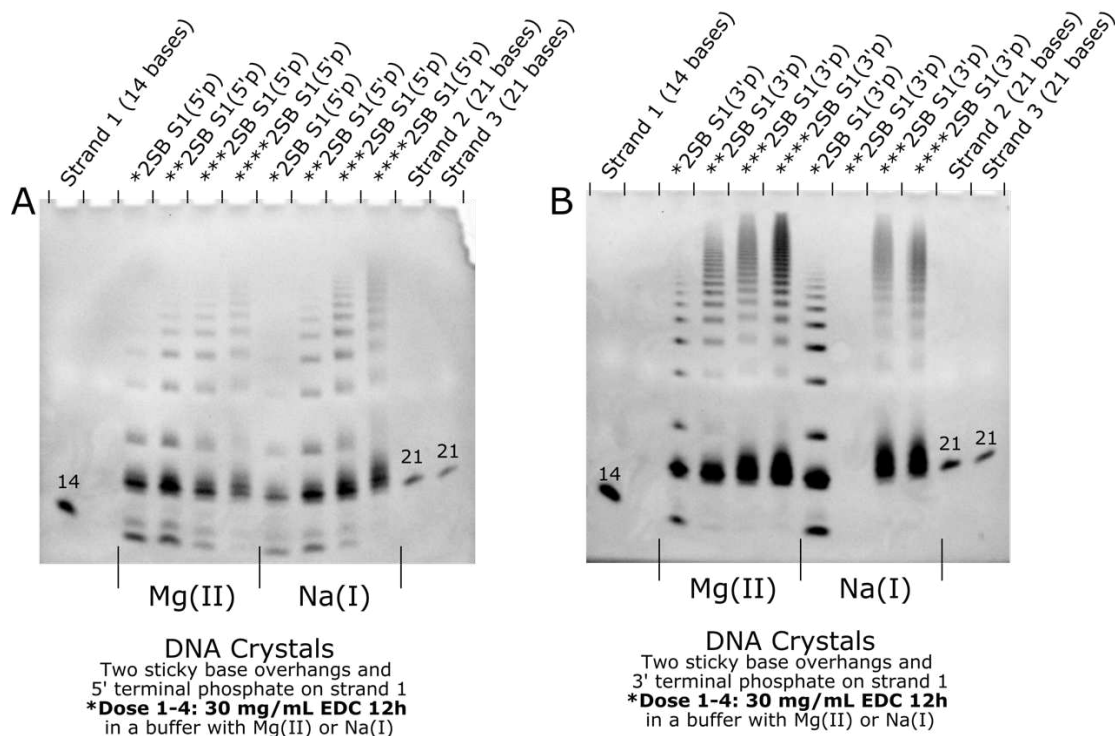 Strand 1 (14 bases)
*2SB S1(5'p)
**2SB S1(5'p)
***2SB S1(5'p)
****2SB S1(5'p)
*2SB S1(5'p)
**2SB S1(5'p)
***2SB S1(5'p)
****2SB S1(5'p)
Strand 2 (21 bases)
Strand 3 (21 bases)
A
14
21
21
Mg(II)
Na(I)
DNA Crystals
Two sticky base overhangs and
5' terminal phosphate on strand 1
*Dose 1-4: 30 mg/mL EDC 12h
in a buffer with Mg(II) or Na(I)
Strand 1 (14 bases)
*2SB S1(3'p)
**2SB S1(3'p)
***2SB S1(3'p)
****2SB S1(3'p)
*2SB S1(3'p)
**2SB S1(3'p)
***2SB S1(3'p)
****2SB S1(3'p)
Strand 2 (21 bases)
Strand 3 (21 bases)
B
14
21
21
Mg(II)
Na(I)
DNA Crystals
Two sticky base overhangs and
3' terminal phosphate on strand 1
*Dose 1-4: 30 mg/mL EDC 12h
in a buffer with Mg(II) or Na(I)